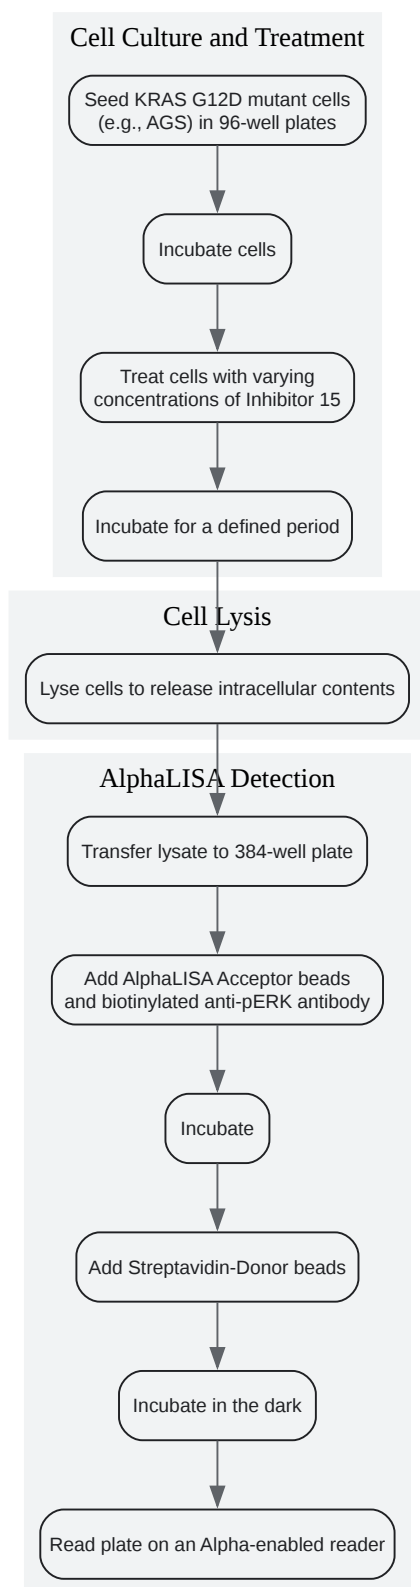 Cell Culture and Treatment
Seed KRAS G12D mutant cells
(e.g., AGS) in 96-well plates
Incubate cells
Treat cells with varying
concentrations of Inhibitor 15
Incubate for a defined period
Cell Lysis
Lyse cells to release intracellular contents
AlphaLISA Detection
Transfer lysate to 384-well plate
Add AlphaLISA Acceptor beads
and biotinylated anti-pERK antibody
Incubate
Add Streptavidin-Donor beads
Incubate in the dark
Read plate on an Alpha-enabled reader